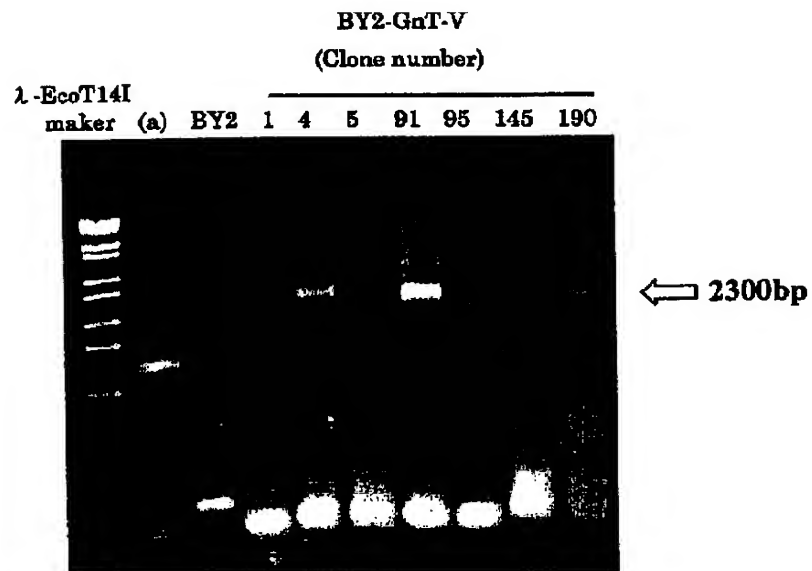 BY2-GnT-V
(Clone number)
λ-EcoT14I
maker (a) BY2 1 4 5 91 95 145 190
2300bp